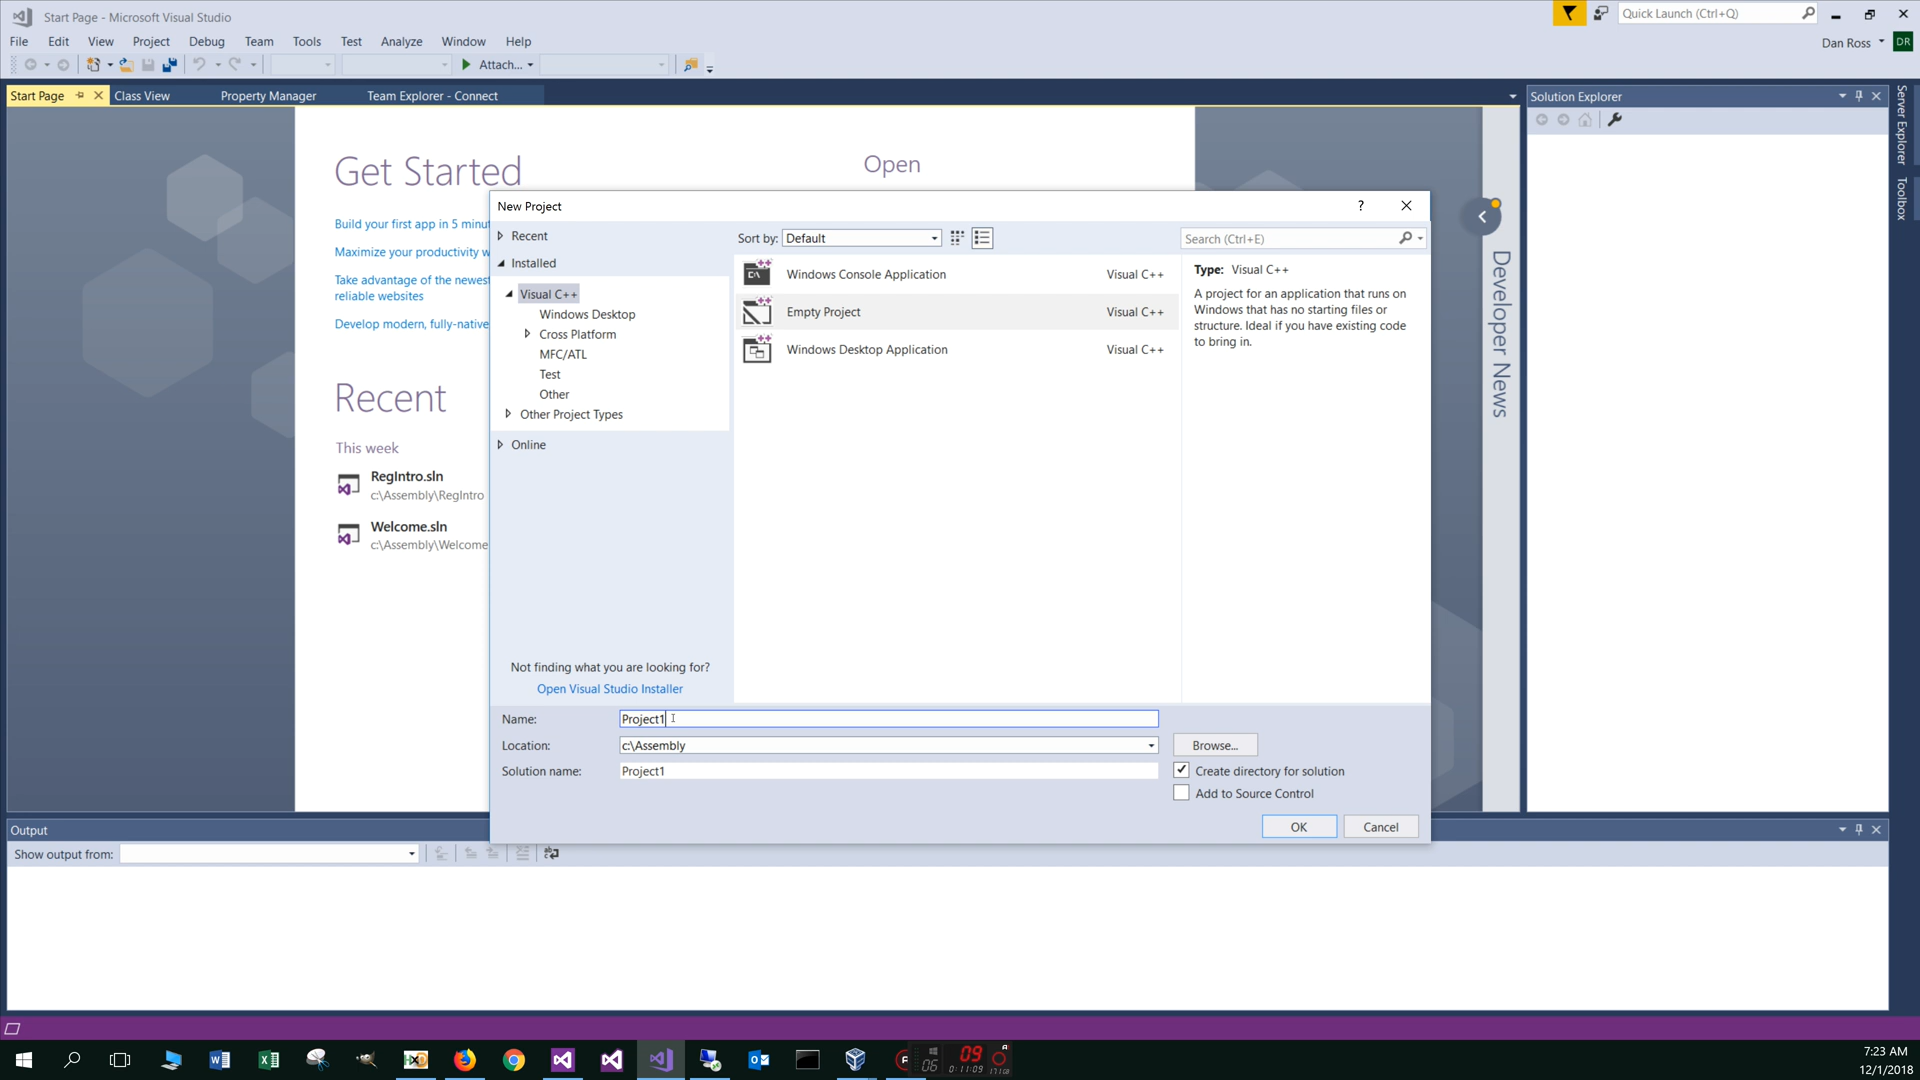 Start Page - Microsoft Visual Studio
Quick Launch (Ctrl+Q)
File Edit View Project Debug Team Tools Test Analyze Window Help
Dan Ross DR
Attach...
Start Page Class View Property Manager Team Explorer - Connect
Solution Explorer
Server Explorer
Toolbox
Get Started
Open
Build your first app in 5 minut
Maximize your productivity w
Take advantage of the newest
reliable websites
Develop modern, fully-native
Recent
This week
RegIntro.sln
c:\Assembly\RegIntro
Welcome.sln
c:\Assembly\Welcome
Developer News
New Project
?
Recent
Installed
Visual C++
Windows Desktop
Cross Platform
MFC/ATL
Test
Other
Other Project Types
Online
Not finding what you are looking for?
Open Visual Studio Installer
Sort by: Default
Search (Ctrl+E)
Windows Console Application Visual C++
Empty Project Visual C++
Windows Desktop Application Visual C++
Type: Visual C++
A project for an application that runs on
Windows that has no starting files or
structure. Ideal if you have existing code
to bring in.
Name: Project1
Location: c:\Assembly
Browse...
Solution name: Project1
Create directory for solution
Add to Source Control
OK Cancel
Output
Show output from:
06 09 0:11:09
7:23 AM
12/1/2018